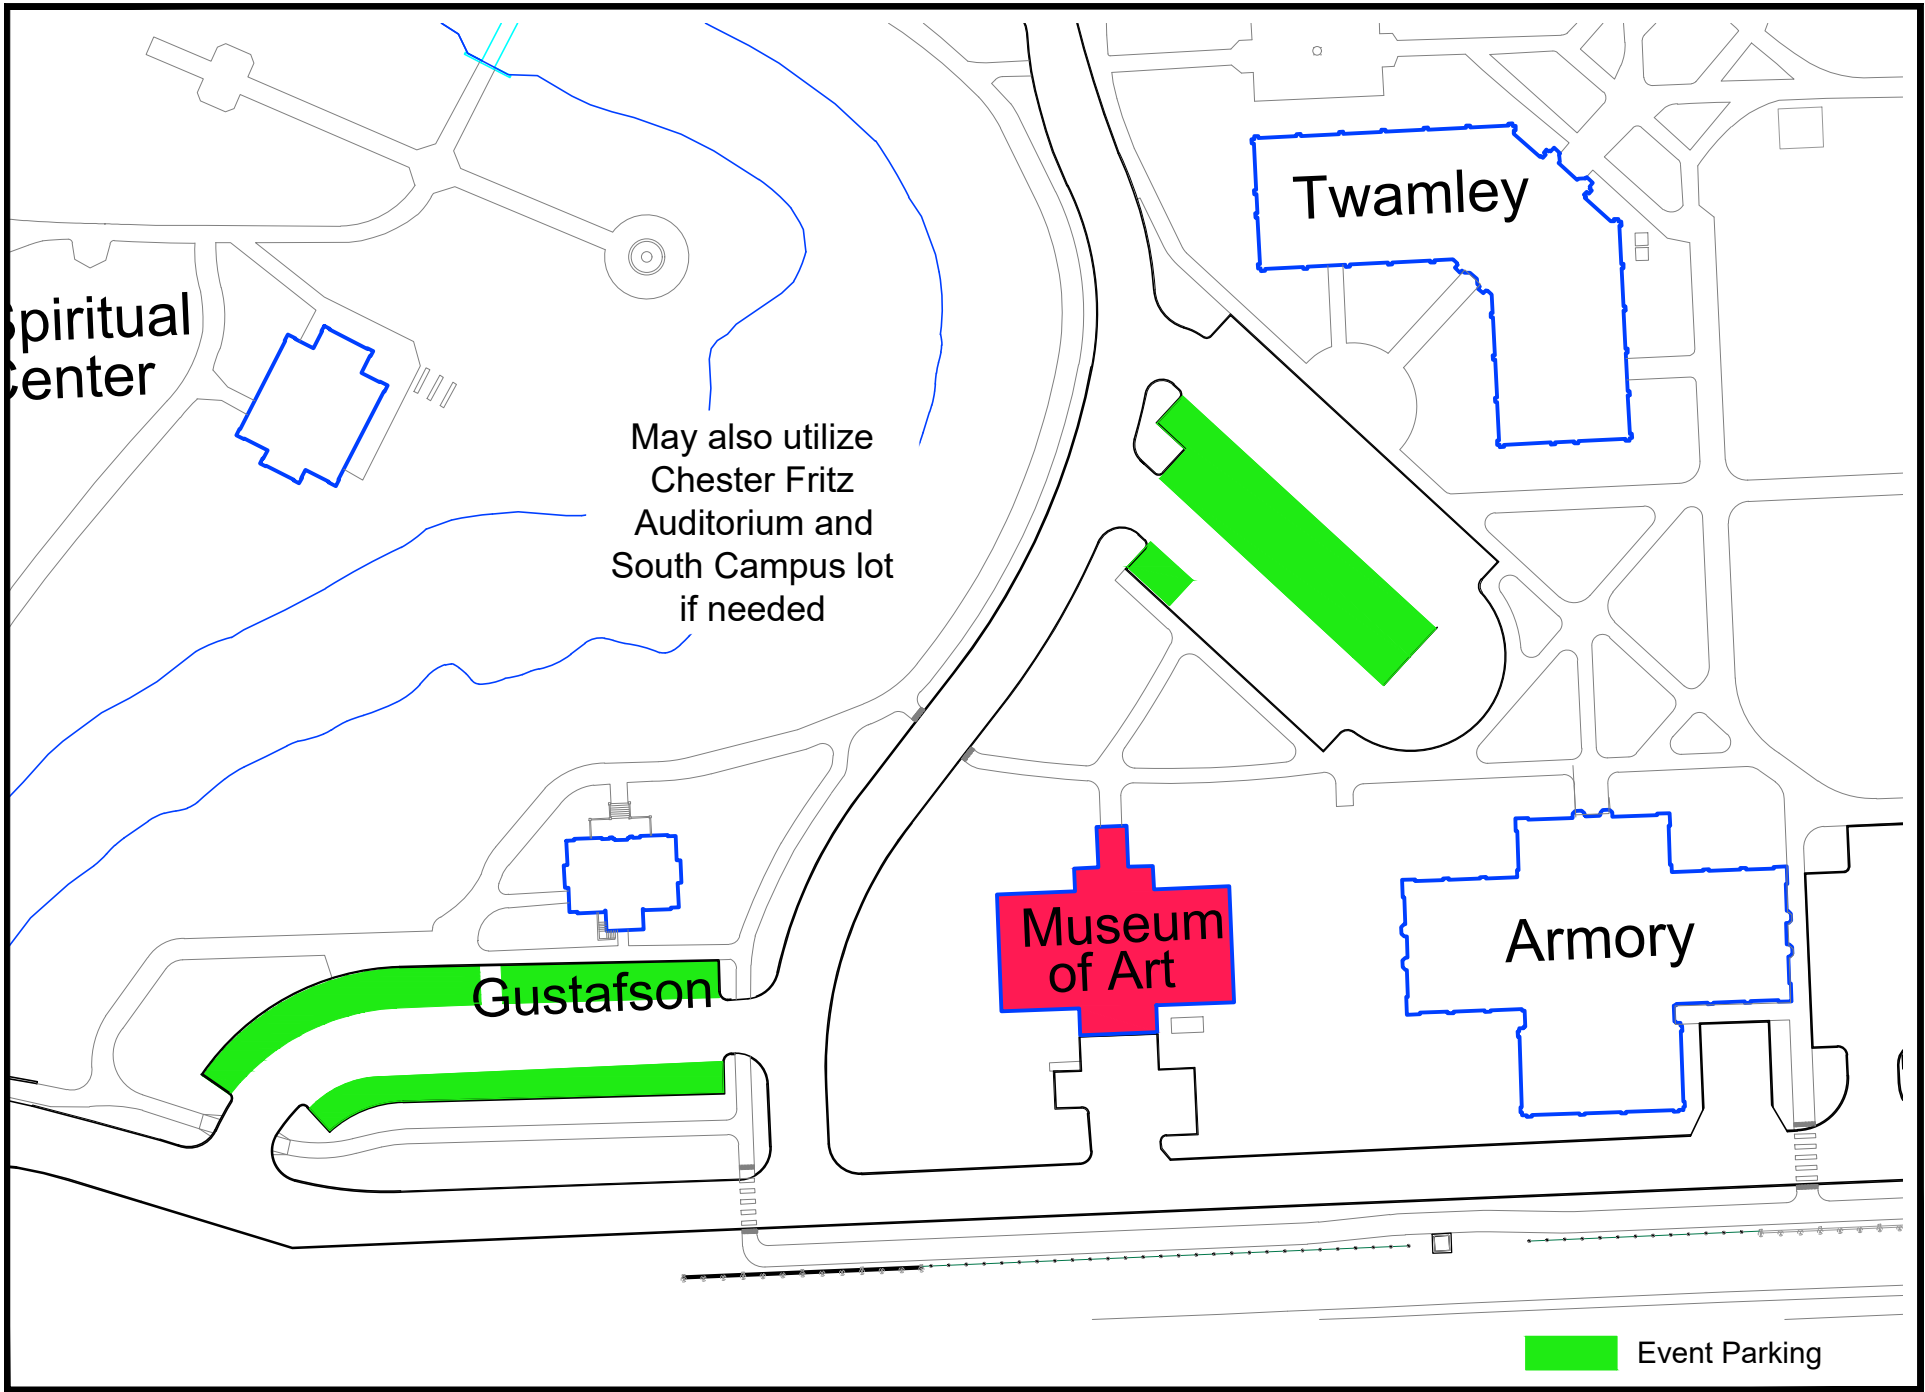 Twamley
Spiritual
Center
May also utilize
Chester Fritz
Auditorium and
South Campus lot
if needed
Museum
of Art
Armory
Gustafson
Event Parking